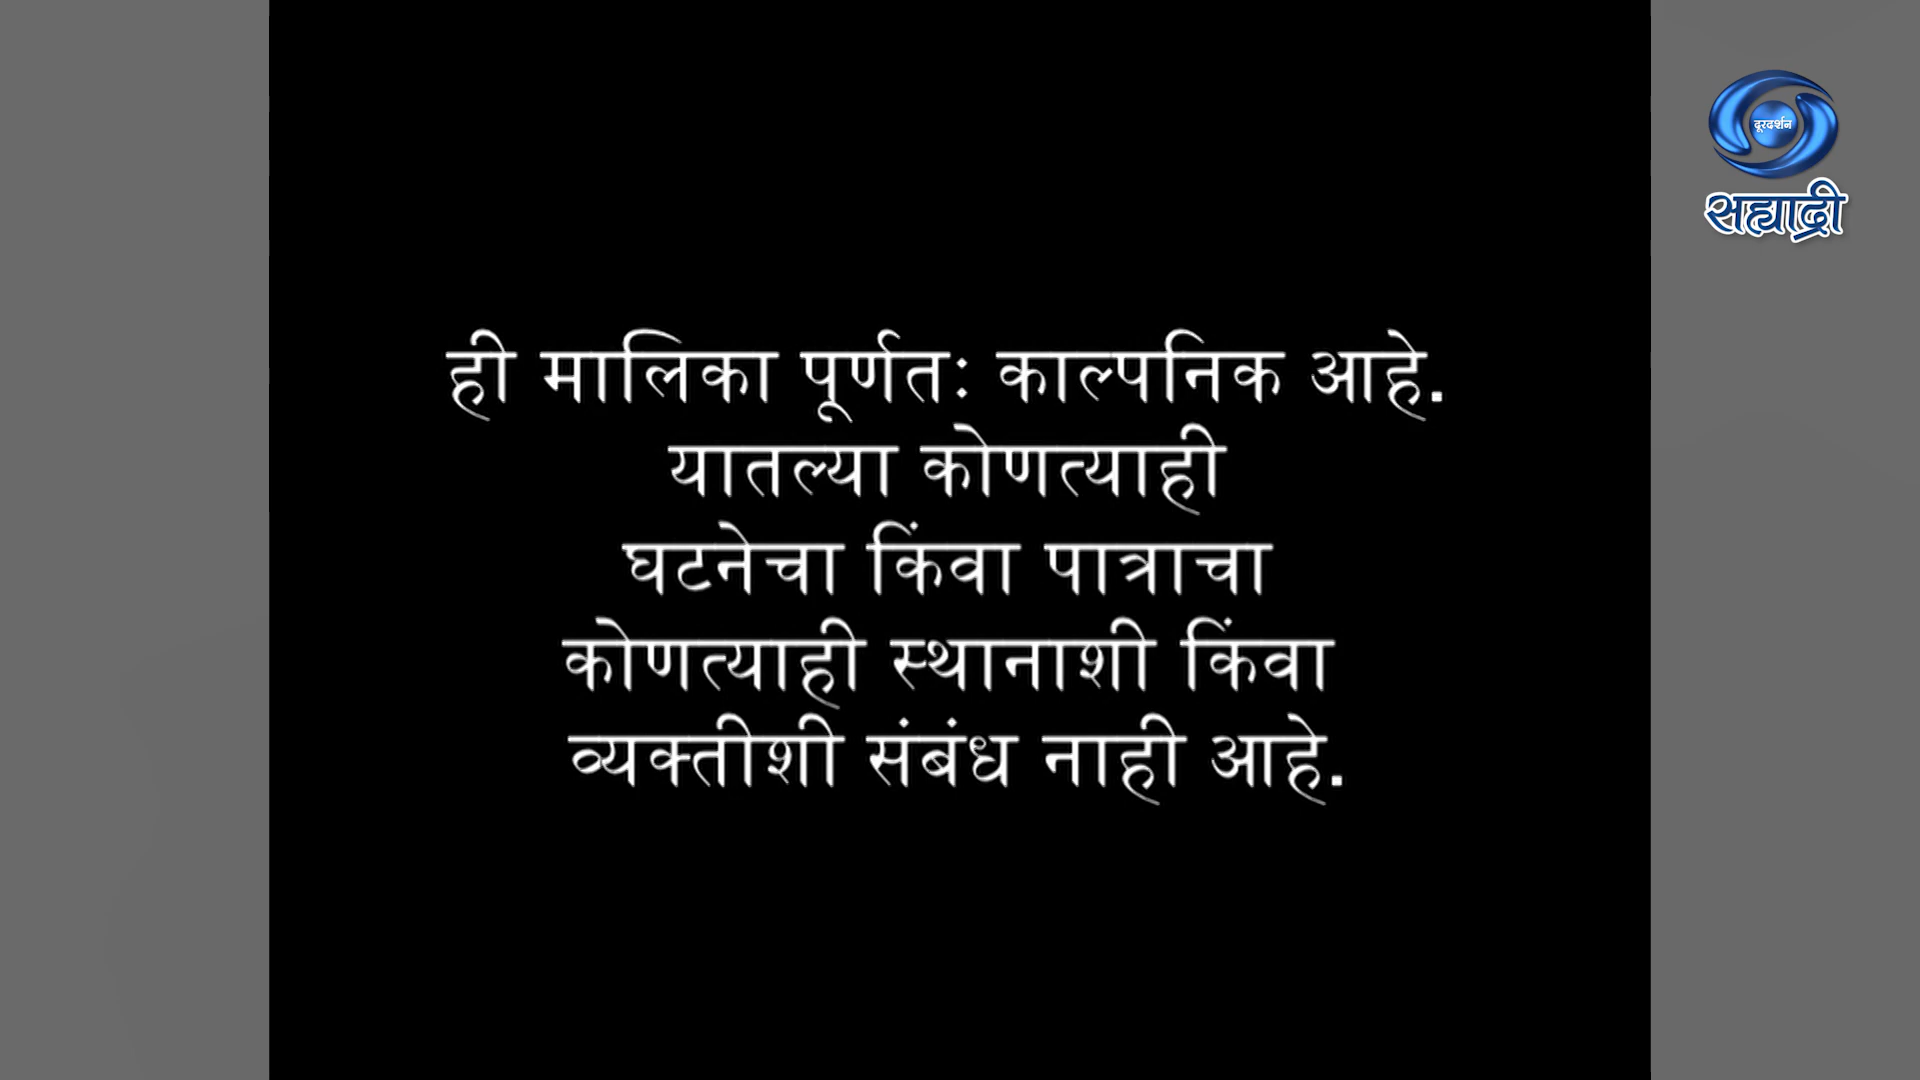 दूरदर्शन
सह्याद्री
ही मालिका पूर्णतः काल्पनिक आहे.
यातल्या कोणत्याही
घटनेचा किंवा पात्राचा
कोणत्याही स्थानाशी किंवा
व्यक्तीशी संबंध नाही आहे.